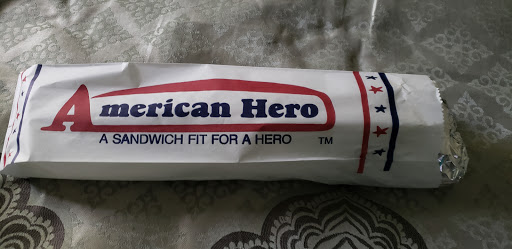 American Hero
A SANDWICH FIT FOR A HERO TM